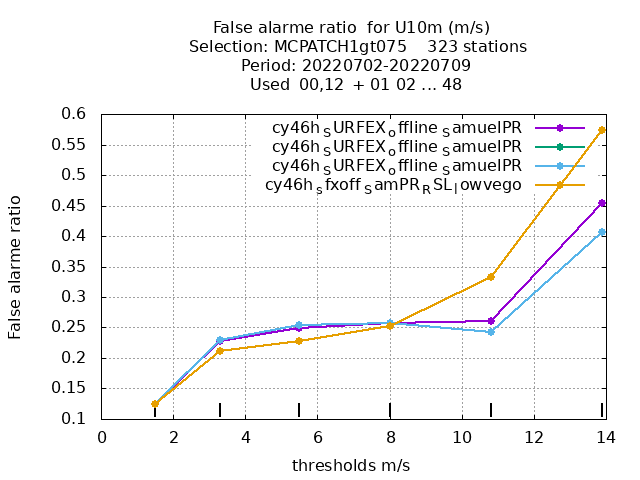 False alarme ratio  for U10m (m/s)
Selection: MCPATCH1gt075    323 stations
Period: 20220702-20220709
Used  00,12  + 01 02 ... 48
0.6
0.55
0.5
0.45
0.4
0.35
0.3
0.25
0.2
0.15
0.1
False alarme ratio
cy46h_SURFEX_offline_SamuelPR
cy46h_SURFEX_offline_SamuelPR
cy46h_SURFEX_offline_SamuelPR
cy46h_sfxoff_SamPR_RSL_lowvego
0 2 4 6 8 10 12 14
thresholds m/s